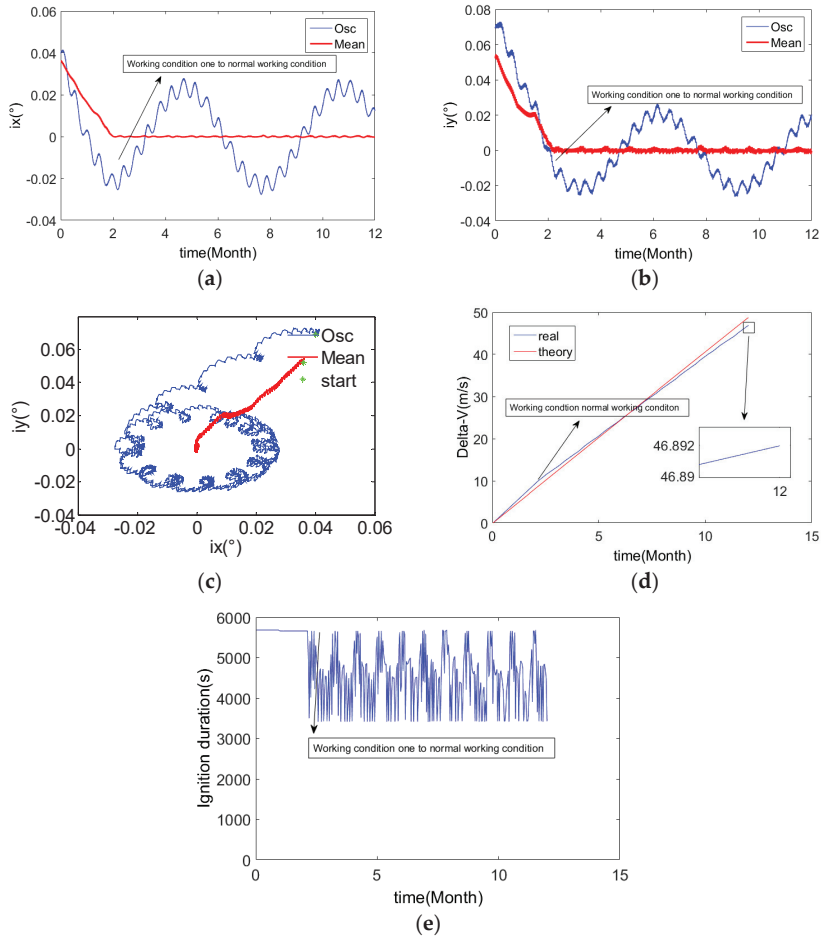 0.06
0.04
0.02
0
-0.02
-0.04
ix(°)
Osc
Mean
Working condition one to normal working condition
0 2 4 6 8 10 12
time(Month)
(a)
0.08
0.06
0.04
0.02
0
-0.02
-0.04
iy(°)
Osc
Mean
Working condition one to normal working condition
0 2 4 6 8 10 12
time(Month)
(b)
0.06
0.04
0.02
0
-0.02
-0.04
iy(°)
Osc
Mean
start
-0.04 -0.02 0 0.02 0.04 0.06
ix(°)
(c)
50
40
30
20
10
0
Delta-V(m/s)
real
theory
Working condtion normal working conditon
46.892
46.89
12
0 5 10 15
time(Month)
(d)
6000
5000
4000
3000
2000
1000
0
Ignition duration(s)
Working condition one to normal working condition
0 5 10 15
time(Month)
(e)